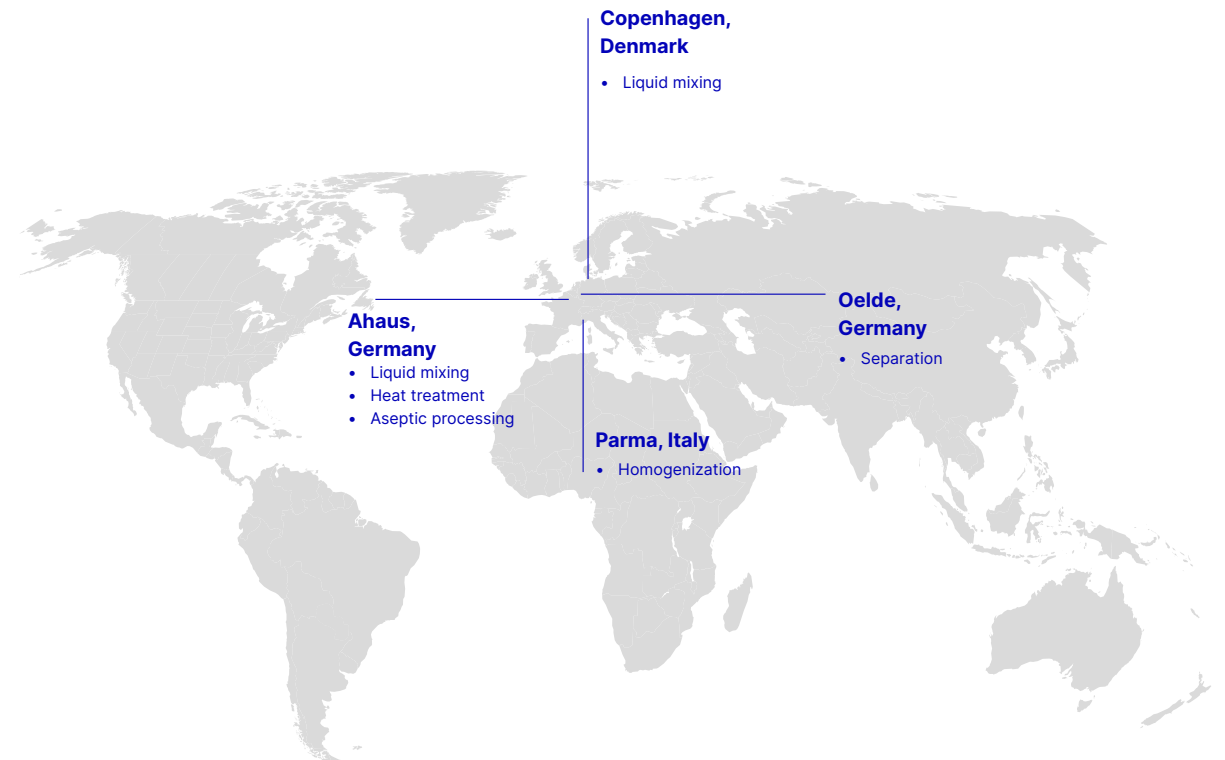 Copenhagen,
Denmark
• Liquid mixing
Ahaus,
Germany
• Liquid mixing
• Heat treatment
• Aseptic processing
Oelde,
Germany
• Separation
Parma, Italy
• Homogenization